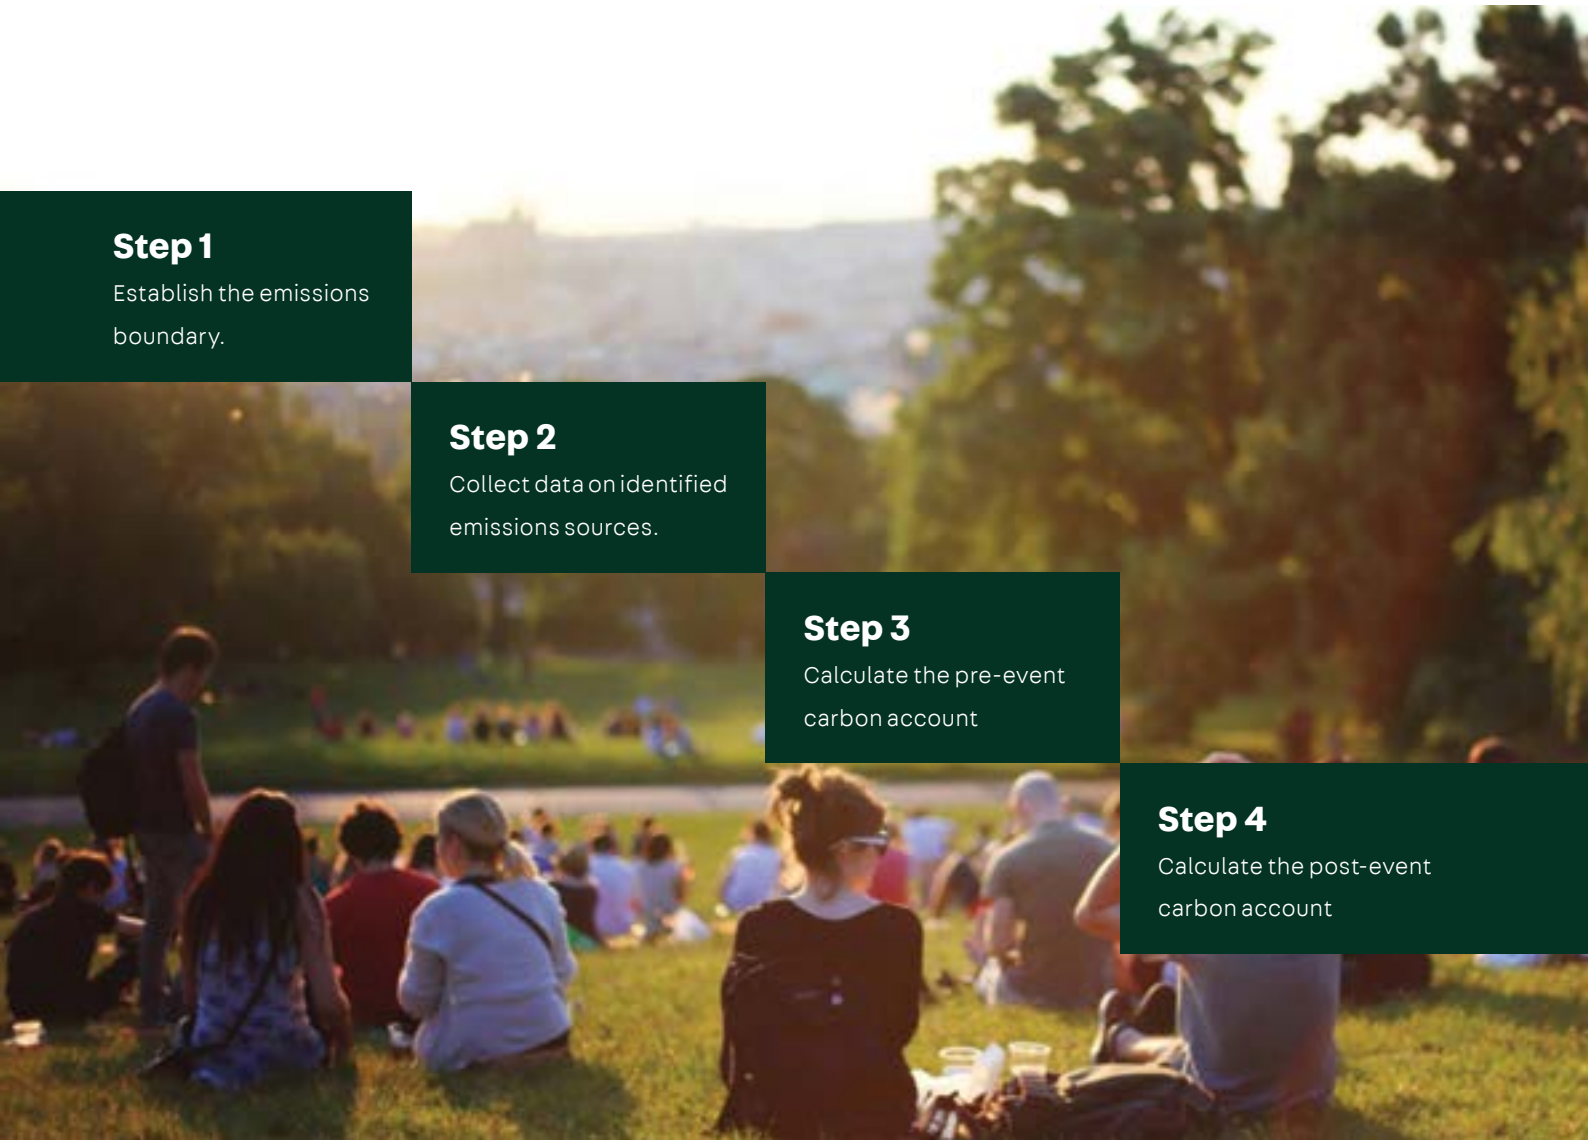 Step 1
Establish the emissions
boundary.
Step 2
Collect data on identified
emissions sources.
Step 3
Calculate the pre-event
carbon account
Step 4
Calculate the post-event
carbon account